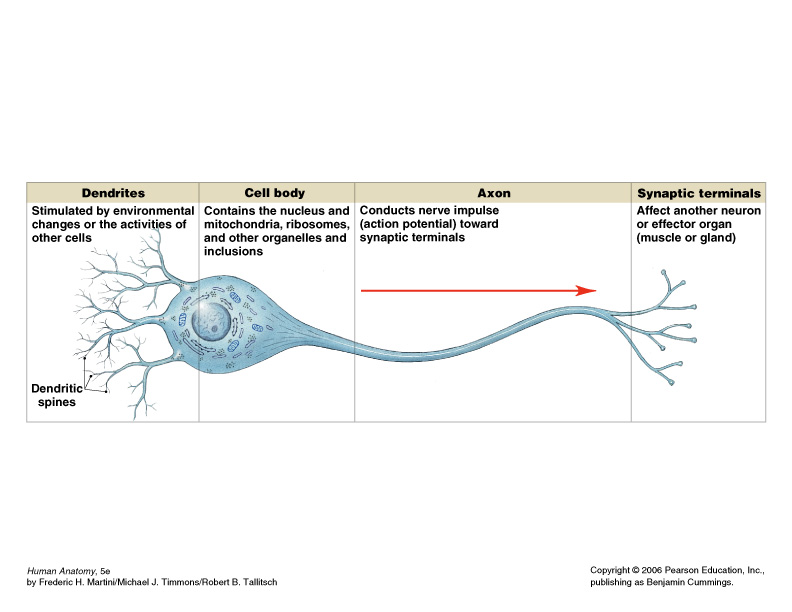 Dendrites
Stimulated by environmental
changes or the activities of
other cells
Cell body
Contains the nucleus and
mitochondria, ribosomes,
and other organelles and
inclusions
Axon
Conducts nerve impulse
(action potential) toward
synaptic terminals
Synaptic terminals
Affect another neuron
or effector organ
(muscle or gland)
Dendritic
spines
Human Anatomy, 5e
by Frederic H. Martini/Michael J. Timmons/Robert B. Tallitsch
Copyright © 2006 Pearson Education, Inc.,
publishing as Benjamin Cummings.